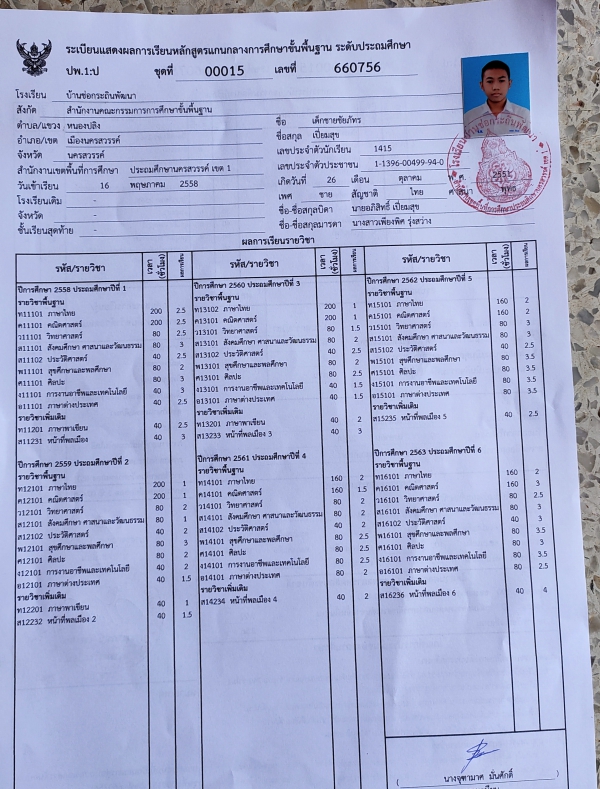 ระเบียนแสดงผลการเรียนหลักสูตรแกนกลางการศึกษาขั้นพื้นฐาน ระดับประถมศึกษา
ปพ.1:ป ชุดที่ 00015 เลขที่ 660756
โรงเรียน บ้านช่อกระถินพัฒนา
สังกัด สำนักงานคณะกรรมการการศึกษาขั้นพื้นฐาน
ตำบล/แขวง หนองปลิง
อำเภอ/เขต เมืองนครสวรรค์
จังหวัด นครสวรรค์
สำนักงานเขตพื้นที่การศึกษา ประถมศึกษานครสวรรค์ เขต 1
วันเข้าเรียน 16 พฤษภาคม 2558
โรงเรียนเดิม -
จังหวัด -
ชั้นเรียนสุดท้าย -
ชื่อ เด็กชายชัยภัทร
ชื่อสกุล เปี่ยมสุข
เลขประจำตัวนักเรียน 1415
เลขประจำตัวประชาชน 1-1396-00499-94-0
เกิดวันที่ 26 เดือน ตุลาคม พ.ศ. 2551
เพศ ชาย สัญชาติ ไทย ศาสนา พุทธ
ชื่อ-ชื่อสกุลบิดา นายอภิสิทธิ์ เปี่ยมสุข
ชื่อ-ชื่อสกุลมารดา นางสาวเพียงพิศ รุ่งสว่าง
ผลการเรียนรายวิชา
รหัส/รายวิชา เวลา (ชั่วโมง) ผลการเรียน
ปีการศึกษา 2558 ประถมศึกษาปีที่ 1
รายวิชาพื้นฐาน
ท11101 ภาษาไทย 200 2.5
ค11101 คณิตศาสตร์ 200 2.5
ว11101 วิทยาศาสตร์ 80 2.5
ส11101 สังคมศึกษา ศาสนาและวัฒนธรรม 80 3
ส11102 ประวัติศาสตร์ 40 2.5
พ11101 สุขศึกษาและพลศึกษา 80 2
ศ11101 ศิลปะ 80 3
ง11101 การงานอาชีพและเทคโนโลยี 40 3
อ11101 ภาษาต่างประเทศ 40 2.5
รายวิชาเพิ่มเติม
ท11201 ภาษาพาเขียน 40 2.5
ส11231 หน้าที่พลเมือง 40 3
ปีการศึกษา 2559 ประถมศึกษาปีที่ 2
รายวิชาพื้นฐาน
ท12101 ภาษาไทย 200 1
ค12101 คณิตศาสตร์ 200 1
ว12101 วิทยาศาสตร์ 80 2
ส12101 สังคมศึกษา ศาสนาและวัฒนธรรม 80 1
ส12102 ประวัติศาสตร์ 40 2
พ12101 สุขศึกษาและพลศึกษา 80 3
ศ12101 ศิลปะ 80 2
ง12101 การงานอาชีพและเทคโนโลยี 40 2
อ12101 ภาษาต่างประเทศ 40 1.5
รายวิชาเพิ่มเติม
ท12201 ภาษาพาเขียน 40 1
ส12232 หน้าที่พลเมือง 2 40 1.5
รหัส/รายวิชา เวลา (ชั่วโมง) ผลการเรียน
ปีการศึกษา 2560 ประถมศึกษาปีที่ 3
รายวิชาพื้นฐาน
ท13102 ภาษาไทย 200 1
ค13101 คณิตศาสตร์ 200 1
ว13101 วิทยาศาสตร์ 80 1.5
ส13101 สังคมศึกษา ศาสนาและวัฒนธรรม 80 2
ส13102 ประวัติศาสตร์ 40 2
พ13101 สุขศึกษาและพลศึกษา 80 2
ศ13101 ศิลปะ 80 1
ง13101 การงานอาชีพและเทคโนโลยี 40 1.5
อ13101 ภาษาต่างประเทศ 40 1.5
รายวิชาเพิ่มเติม
ท13201 ภาษาพาเขียน 40 2
ส13233 หน้าที่พลเมือง 3 40 3
ปีการศึกษา 2561 ประถมศึกษาปีที่ 4
รายวิชาพื้นฐาน
ท14101 ภาษาไทย 160 2
ค14101 คณิตศาสตร์ 160 1.5
ว14101 วิทยาศาสตร์ 80 2
ส14101 สังคมศึกษา ศาสนาและวัฒนธรรม 80 2
ส14102 ประวัติศาสตร์ 40 2
พ14101 สุขศึกษาและพลศึกษา 80 2.5
ศ14101 ศิลปะ 80 2.5
ง14101 การงานอาชีพและเทคโนโลยี 80 2.5
อ14101 ภาษาต่างประเทศ 80 2
รายวิชาเพิ่มเติม
ส14234 หน้าที่พลเมือง 4 40 2
รหัส/รายวิชา เวลา (ชั่วโมง) ผลการเรียน
ปีการศึกษา 2562 ประถมศึกษาปีที่ 5
รายวิชาพื้นฐาน
ท15101 ภาษาไทย 160 2
ค15101 คณิตศาสตร์ 160 2
ว15101 วิทยาศาสตร์ 80 3
ส15101 สังคมศึกษา ศาสนาและวัฒนธรรม 80 3
ส15102 ประวัติศาสตร์ 40 2.5
พ15101 สุขศึกษาและพลศึกษา 80 3.5
ศ15101 ศิลปะ 80 3.5
ง15101 การงานอาชีพและเทคโนโลยี 80 3.5
อ15101 ภาษาต่างประเทศ 80 3.5
รายวิชาเพิ่มเติม
ส15235 หน้าที่พลเมือง 5 40 2.5
ปีการศึกษา 2563 ประถมศึกษาปีที่ 6
รายวิชาพื้นฐาน
ท16101 ภาษาไทย 160 2
ค16101 คณิตศาสตร์ 160 3
ว16101 วิทยาศาสตร์ 80 2.5
ส16101 สังคมศึกษา ศาสนาและวัฒนธรรม 80 3
ส16102 ประวัติศาสตร์ 40 3
พ16101 สุขศึกษาและพลศึกษา 80 3.5
ศ16101 ศิลปะ 80 3
ง16101 การงานอาชีพและเทคโนโลยี 80 3.5
อ16101 ภาษาต่างประเทศ 80 2.5
รายวิชาเพิ่มเติม
ส16236 หน้าที่พลเมือง 6 40 4
( นางจุฑามาศ มั่นศักดิ์ )